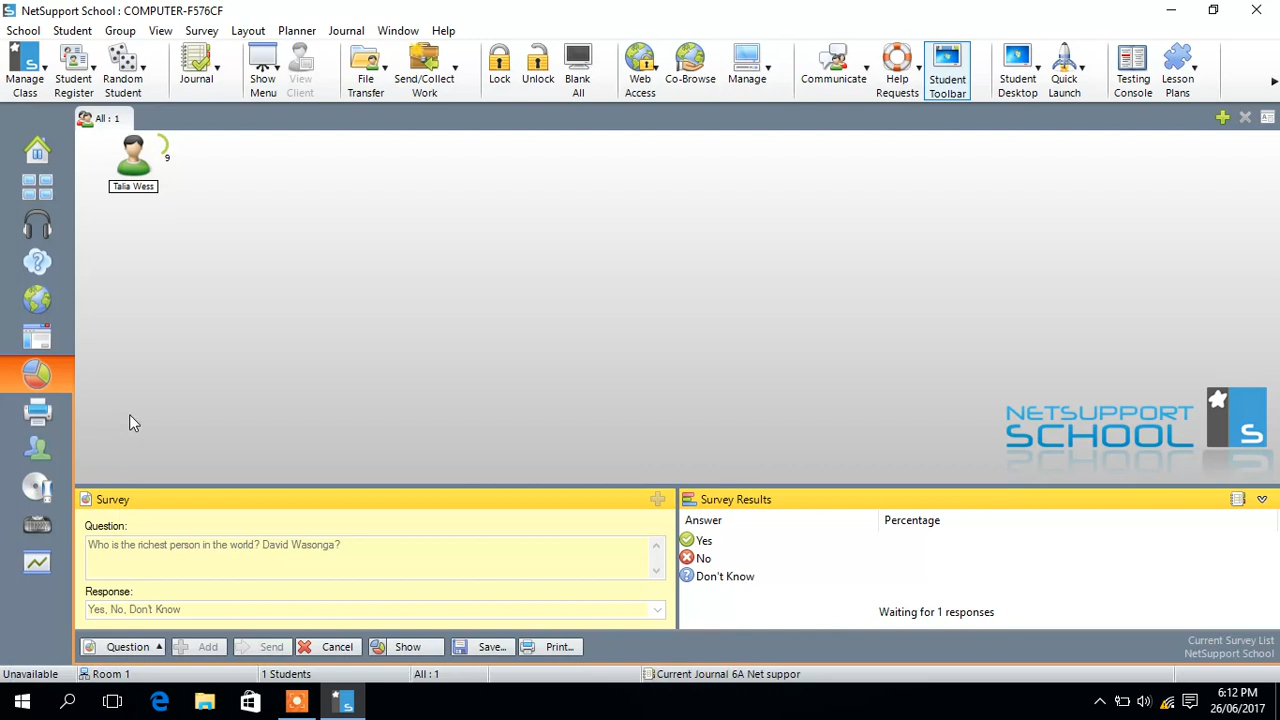 NetSupport School : COMPUTER-F576CF
School Student Group View Survey Layout Journal Window Help
Manage Class
Student Register
Random Student
Journal
Show Menu
View Client
File Transfer
Send/Collect Work
Lock
Unlock
Blank All
Web Access
Co-Browse
Manage
Communicate
Help Requests
Student Toolbar
Student Desktop
Quick Launch
Testing Console
Lesson Plans
All : 1
9
Talia Wess
NETSUPPORT
SCHOOL
S
Survey
Question:
Who is the richest person in the world? David Wasonga?
Response:
Yes, No, Don't Know
Survey Results
Answer Percentage
Yes
No
Don't Know
Waiting for 1 responses
Question Add Send Cancel Show Save... Print...
Current Survey List
NetSupport School
Unavailable Room 1 1 Students All : 1 Current Journal 6A Net suppor
6:12 PM
26/06/2017